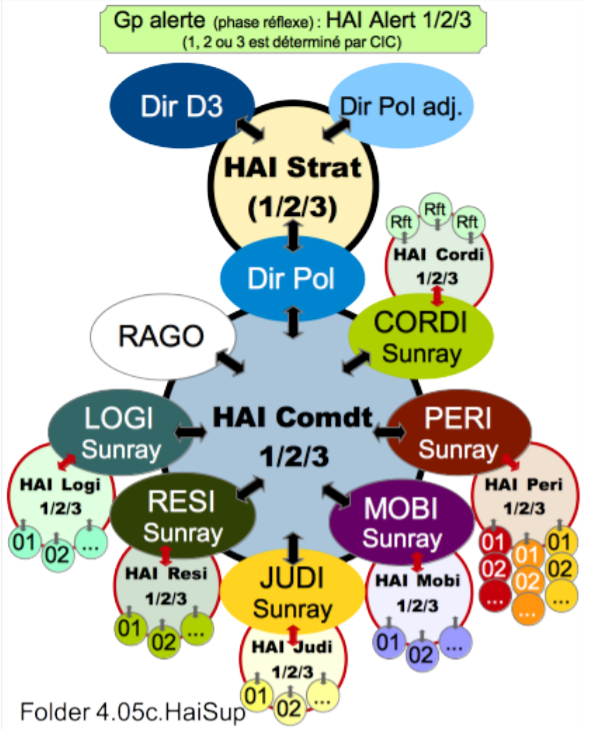 Gp alerte (phase réflexe) : HAI Alert 1/2/3
(1, 2 ou 3 est déterminé par CIC)
Dir D3
Dir Pol adj.
HAI Strat
(1/2/3)
Rft
Rft
Rft
HAI Cordi
1/2/3
Dir Pol
RAGO
CORDI
Sunray
HAI Comdt
1/2/3
LOGI
Sunray
PERI
Sunray
HAI Logi
1/2/3
01
02
...
HAI Peri
1/2/3
01
02
...
01
02
...
01
02
...
RESI
Sunray
MOBI
Sunray
HAI Resi
1/2/3
01
02
...
HAI Mobi
1/2/3
01
02
...
JUDI
Sunray
HAI Judi
1/2/3
01
02
...
Folder 4.05c.HaiSup